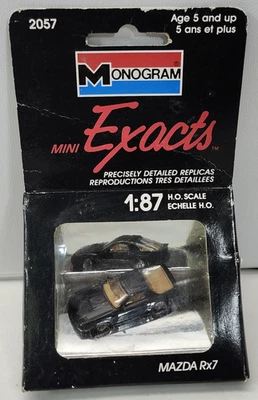 2057
Age 5 and up
5 ans et plus
MONOGRAM
MINI Exacts™
PRECISELY DETAILED REPLICAS
REPRODUCTIONS TRES DETAILLEES
1:87 H.O. SCALE
ECHELLE H.O.
MAZDA Rx7